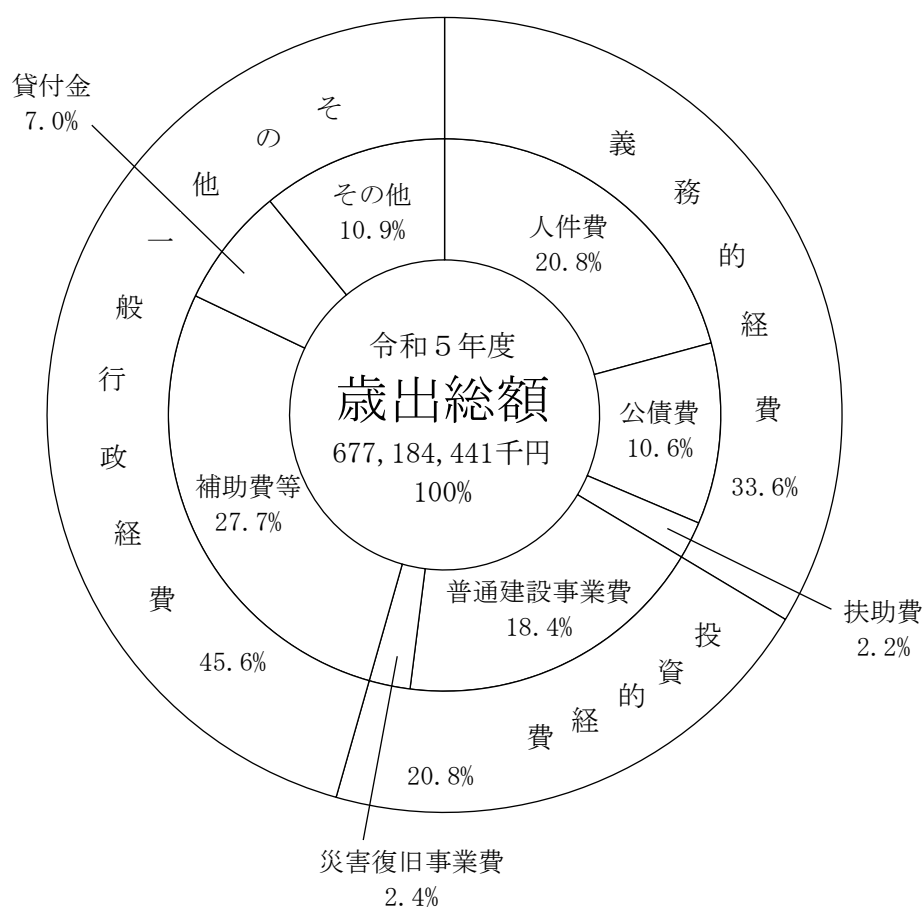 貸付金
7.0%
その他の一般行政経費
45.6%
義務的経費
33.6%
その他
10.9%
人件費
20.8%
令和５年度
歳出総額
677,184,441千円
100%
公債費
10.6%
補助費等
27.7%
普通建設事業費
18.4%
扶助費
2.2%
投資的経費
20.8%
災害復旧事業費
2.4%